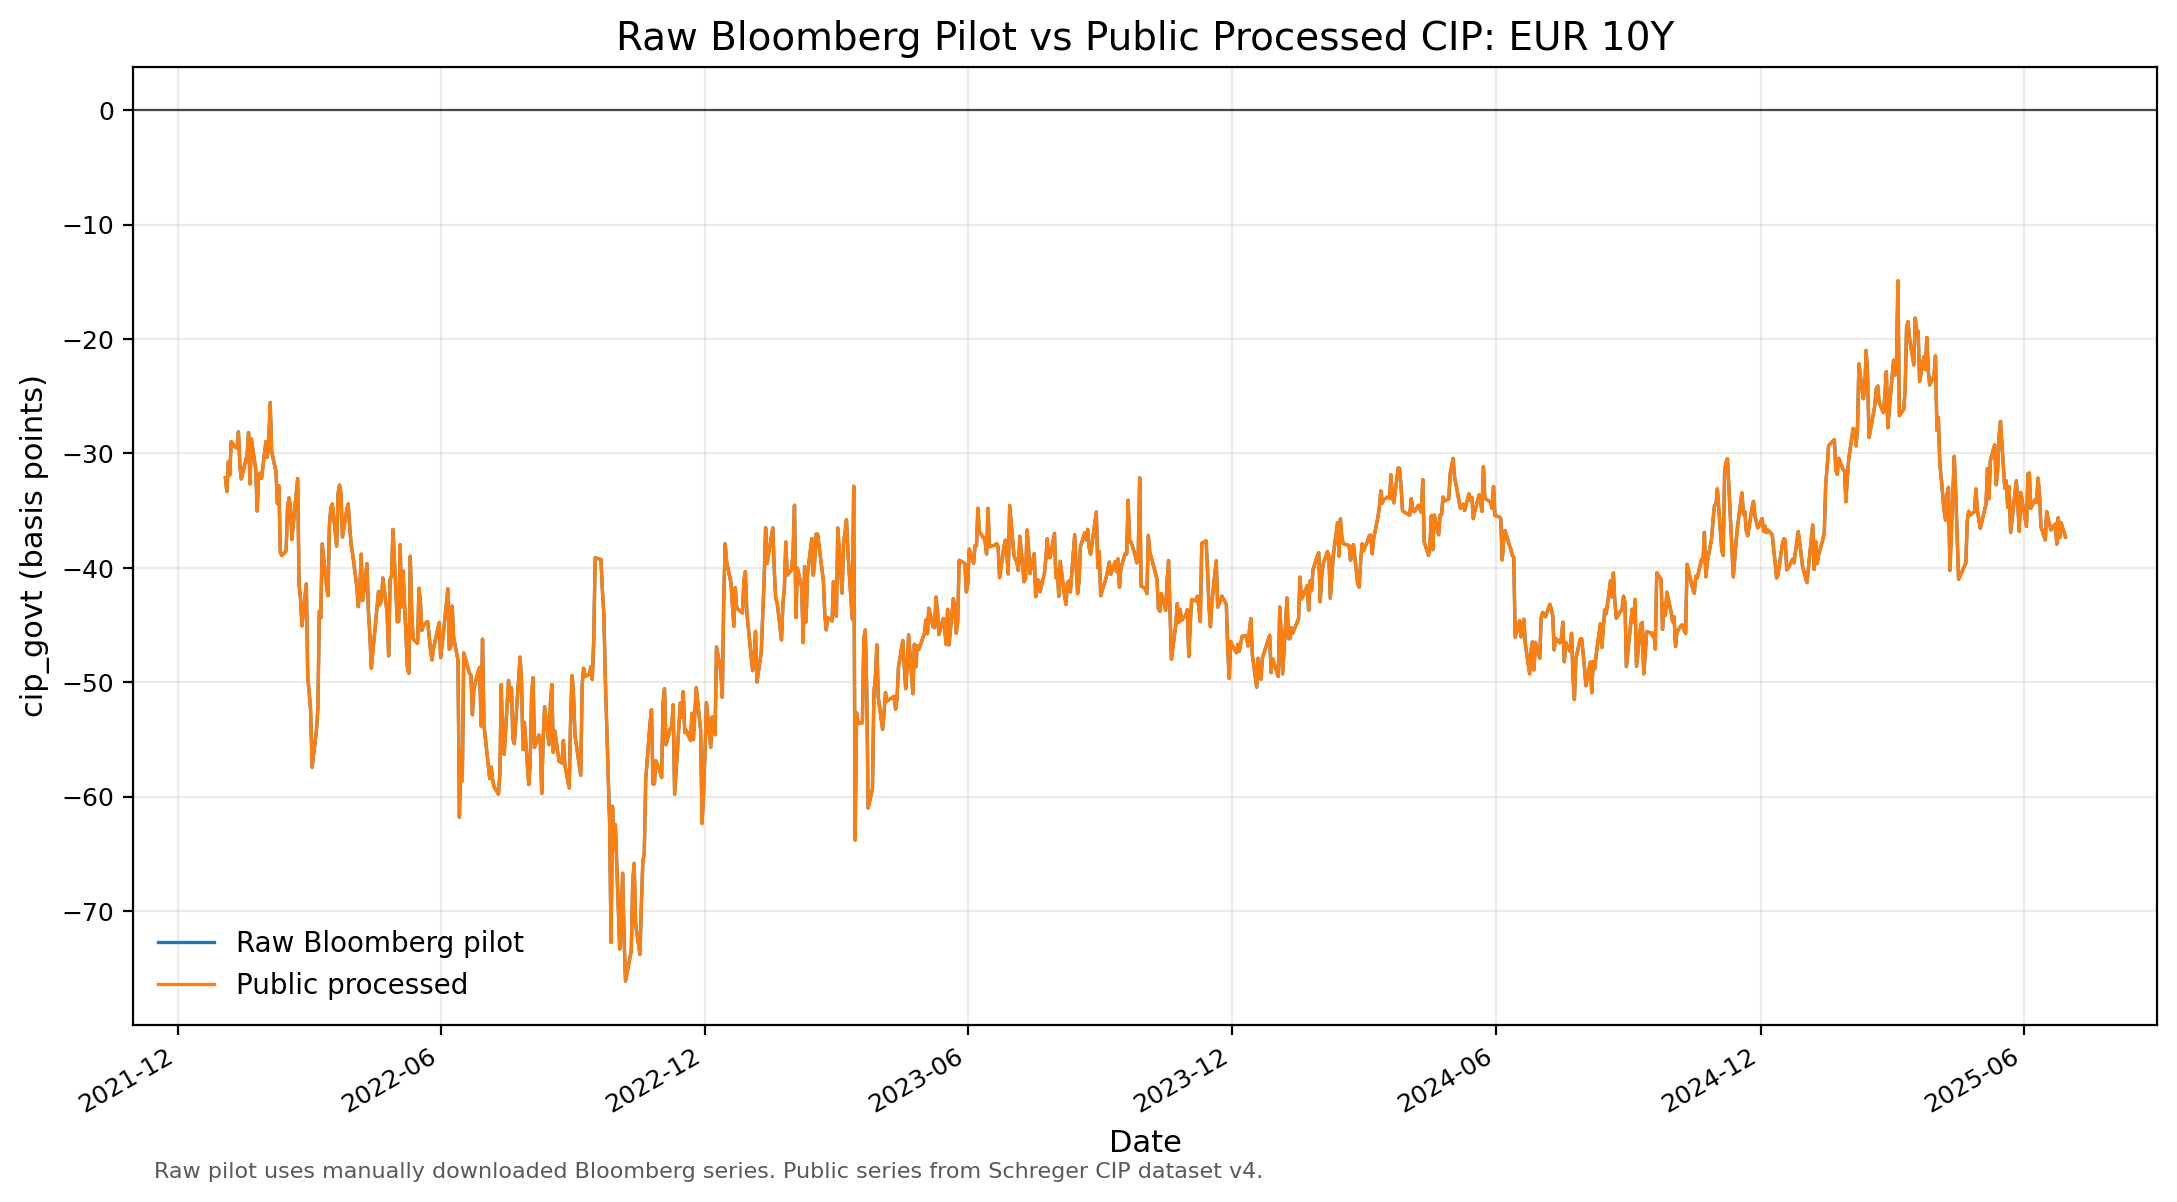 Raw Bloomberg Pilot vs Public Processed CIP: EUR 10Y
cip_govt (basis points)
0
−10
−20
−30
−40
−50
−60
−70
Raw Bloomberg pilot
Public processed
2021-12
2022-06
2022-12
2023-06
2023-12
2024-06
2024-12
2025-06
Date
Raw pilot uses manually downloaded Bloomberg series. Public series from Schreger CIP dataset v4.